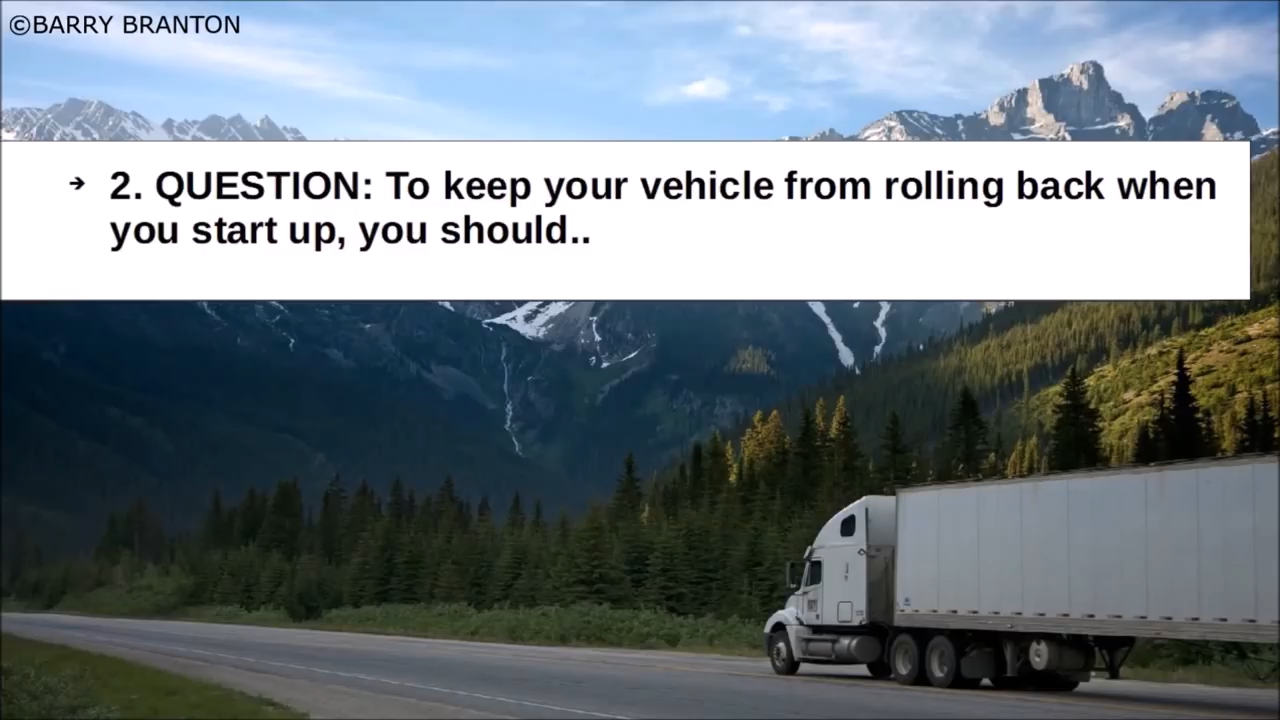 ©BARRY BRANTON
→ 2. QUESTION: To keep your vehicle from rolling back when
you start up, you should..